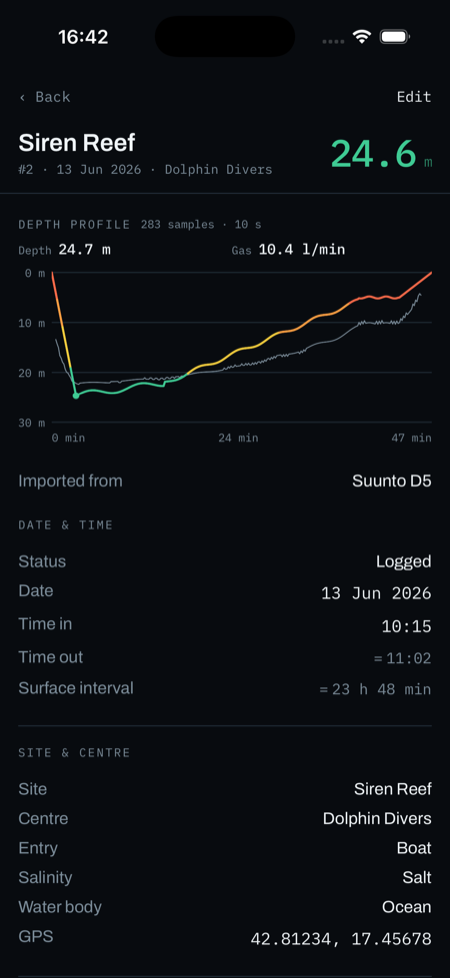 16:42
‹ Back
Edit
Siren Reef
24.6 m
#2 · 13 Jun 2026 · Dolphin Divers
DEPTH PROFILE 283 samples · 10 s
Depth 24.7 m Gas 10.4 l/min
0 m
10 m
20 m
30 m
0 min 24 min 47 min
Imported from Suunto D5
DATE & TIME
Status Logged
Date 13 Jun 2026
Time in 10:15
Time out =11:02
Surface interval =23 h 48 min
SITE & CENTRE
Site Siren Reef
Centre Dolphin Divers
Entry Boat
Salinity Salt
Water body Ocean
GPS 42.81234, 17.45678